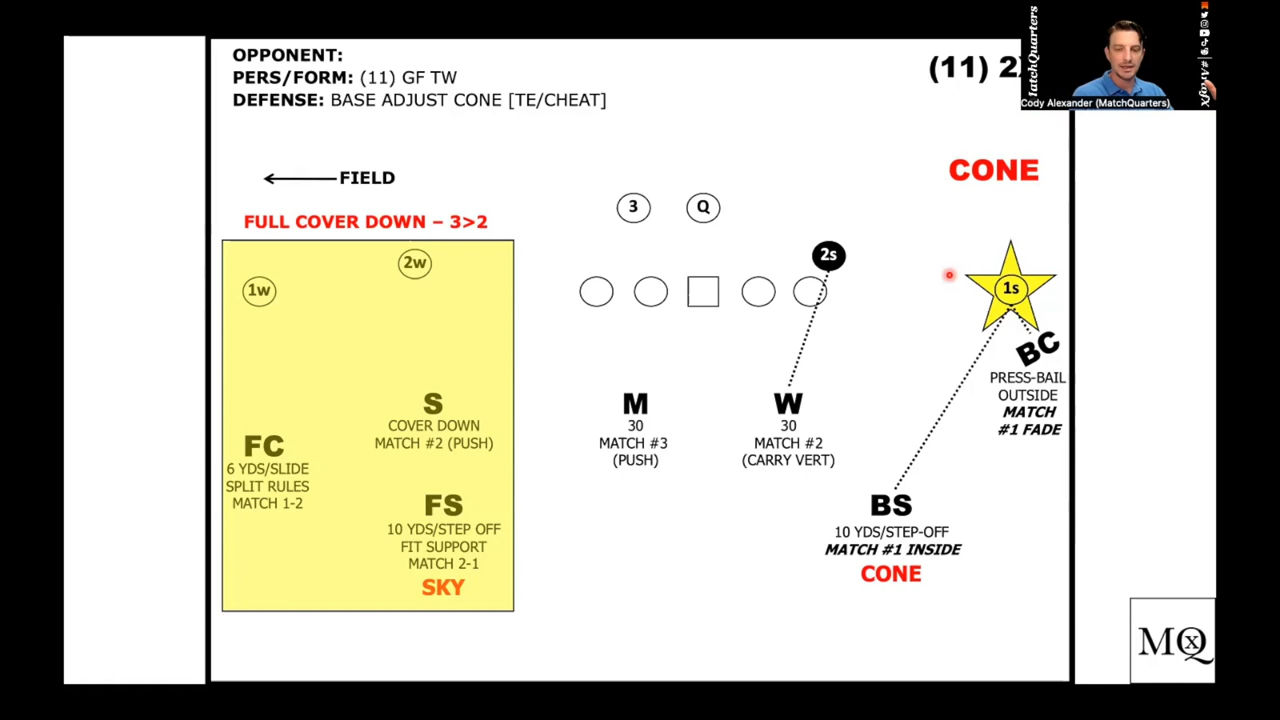 OPPONENT:
PERS/FORM: (11) GF TW
DEFENSE: BASE ADJUST CONE [TE/CHEAT]
(11)
MatchQuarters
Cody Alexander (MatchQuarters)
CONE
FIELD
FULL COVER DOWN – 3>2
3
Q
1w
2w
2s
1s
S
COVER DOWN
MATCH #2 (PUSH)
FC
6 YDS/SLIDE
SPLIT RULES
MATCH 1-2
FS
10 YDS/STEP OFF
FIT SUPPORT
MATCH 2-1
SKY
M
30
MATCH #3
(PUSH)
W
30
MATCH #2
(CARRY VERT)
BC
PRESS-BAIL
OUTSIDE
MATCH
#1 FADE
BS
10 YDS/STEP-OFF
MATCH #1 INSIDE
CONE
MQx